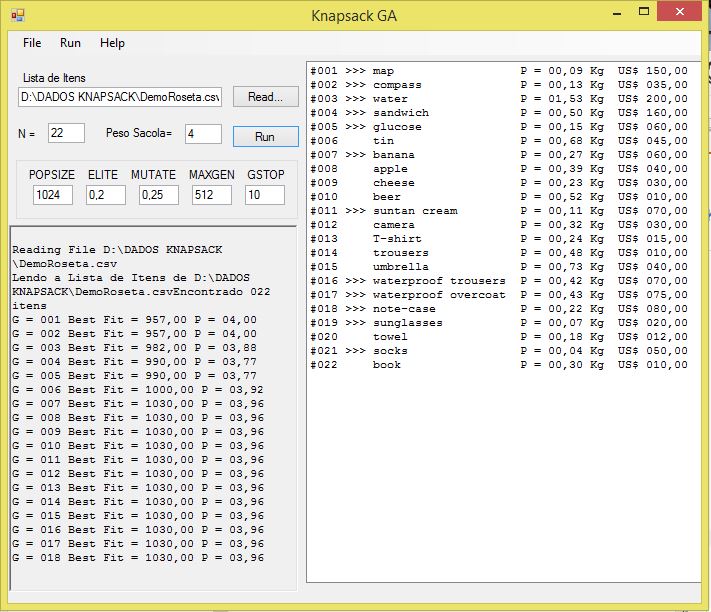 Knapsack GA
File Run Help
Lista de Itens
D:\DADOS KNAPSACK\DemoRoseta.csv Read...
N = 22 Peso Sacola= 4 Run
POPSIZE ELITE MUTATE MAXGEN GSTOP
1024 0,2 0,25 512 10
Reading File D:\DADOS KNAPSACK
\DemoRoseta.csv
Lendo a Lista de Itens de D:\DADOS
KNAPSACK\DemoRoseta.csvEncontrado 022
itens
G = 001 Best Fit = 957,00 P = 04,00
G = 002 Best Fit = 957,00 P = 04,00
G = 003 Best Fit = 982,00 P = 03,88
G = 004 Best Fit = 990,00 P = 03,77
G = 005 Best Fit = 990,00 P = 03,77
G = 006 Best Fit = 1000,00 P = 03,92
G = 007 Best Fit = 1030,00 P = 03,96
G = 008 Best Fit = 1030,00 P = 03,96
G = 009 Best Fit = 1030,00 P = 03,96
G = 010 Best Fit = 1030,00 P = 03,96
G = 011 Best Fit = 1030,00 P = 03,96
G = 012 Best Fit = 1030,00 P = 03,96
G = 013 Best Fit = 1030,00 P = 03,96
G = 014 Best Fit = 1030,00 P = 03,96
G = 015 Best Fit = 1030,00 P = 03,96
G = 016 Best Fit = 1030,00 P = 03,96
G = 017 Best Fit = 1030,00 P = 03,96
G = 018 Best Fit = 1030,00 P = 03,96
#001 >>> map P = 00,09 Kg US$ 150,00
#002 >>> compass P = 00,13 Kg US$ 035,00
#003 >>> water P = 01,53 Kg US$ 200,00
#004 >>> sandwich P = 00,50 Kg US$ 160,00
#005 >>> glucose P = 00,15 Kg US$ 060,00
#006 tin P = 00,68 Kg US$ 045,00
#007 >>> banana P = 00,27 Kg US$ 060,00
#008 apple P = 00,39 Kg US$ 040,00
#009 cheese P = 00,23 Kg US$ 030,00
#010 beer P = 00,52 Kg US$ 010,00
#011 >>> suntan cream P = 00,11 Kg US$ 070,00
#012 camera P = 00,32 Kg US$ 030,00
#013 T-shirt P = 00,24 Kg US$ 015,00
#014 trousers P = 00,48 Kg US$ 010,00
#015 umbrella P = 00,73 Kg US$ 040,00
#016 >>> waterproof trousers P = 00,42 Kg US$ 070,00
#017 >>> waterproof overcoat P = 00,43 Kg US$ 075,00
#018 >>> note-case P = 00,22 Kg US$ 080,00
#019 >>> sunglasses P = 00,07 Kg US$ 020,00
#020 towel P = 00,18 Kg US$ 012,00
#021 >>> socks P = 00,04 Kg US$ 050,00
#022 book P = 00,30 Kg US$ 010,00